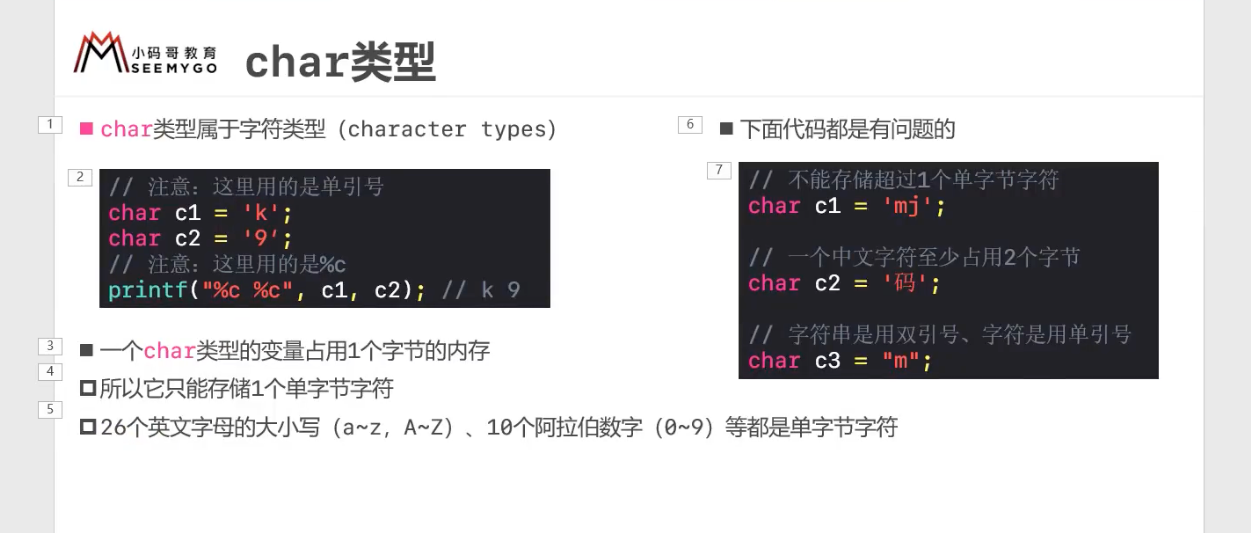 小码哥教育
SEEMYGO
char类型
1
char类型属于字符类型（character types）
2
// 注意：这里用的是单引号
char c1 = 'k';
char c2 = '9';
// 注意：这里用的是%c
printf("%c %c", c1, c2); // k 9
3
一个char类型的变量占用1个字节的内存
4
所以它只能存储1个单字节字符
5
26个英文字母的大小写（a~z，A~Z）、10个阿拉伯数字（0~9）等都是单字节字符
6
下面代码都是有问题的
7
// 不能存储超过1个单字节字符
char c1 = 'mj';
// 一个中文字符至少占用2个字节
char c2 = '码';
// 字符串是用双引号、字符是用单引号
char c3 = "m";